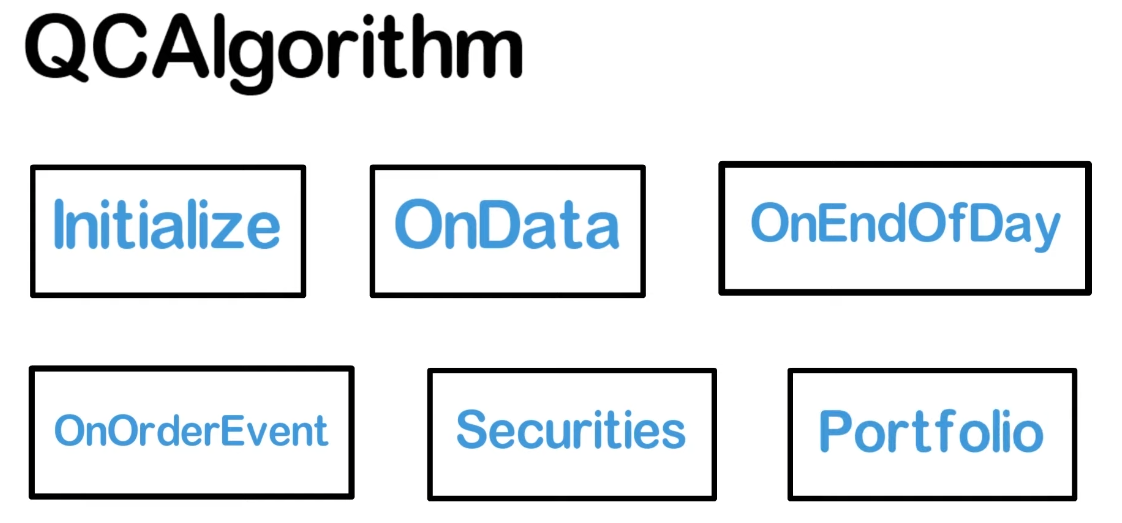 QCAlgorithm
Initialize
OnData
OnEndOfDay
OnOrderEvent
Securities
Portfolio